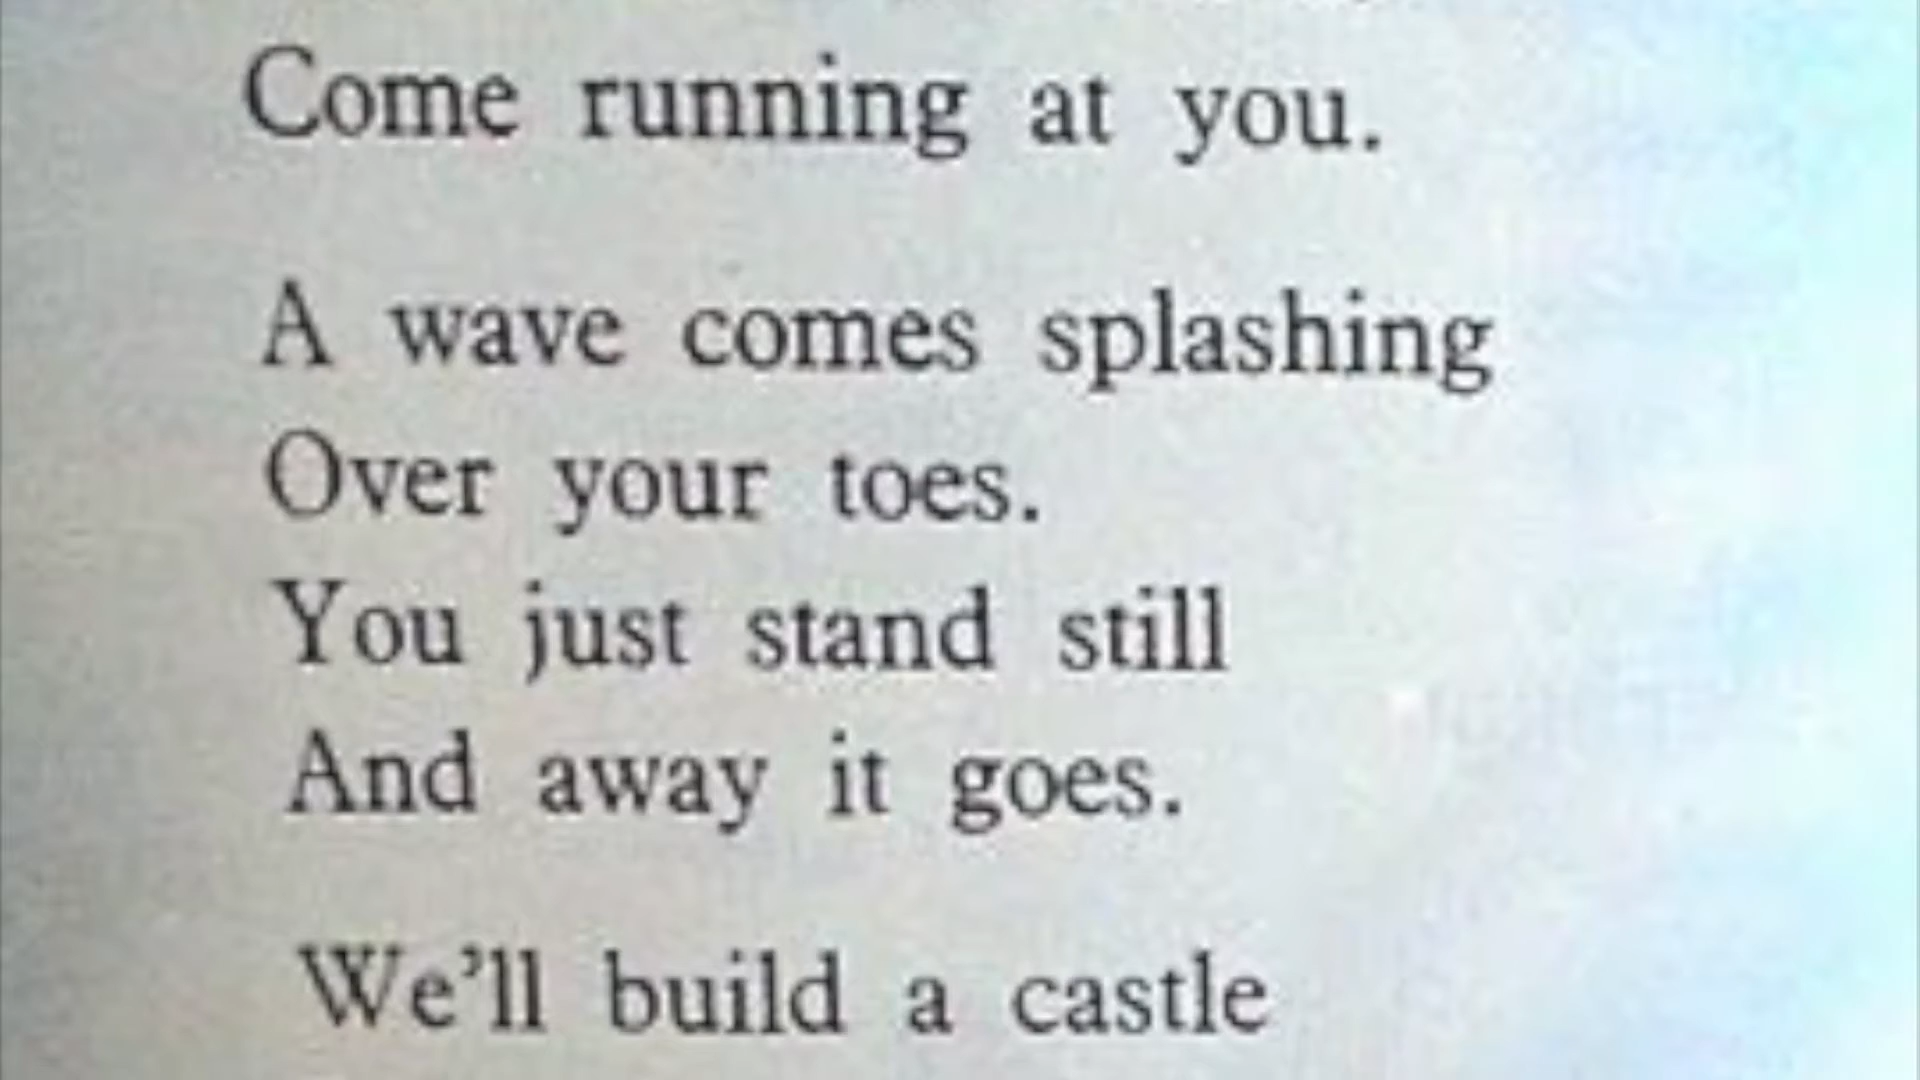 Come running at you.
A wave comes splashing
Over your toes.
You just stand still
And away it goes.
We'll build a castle